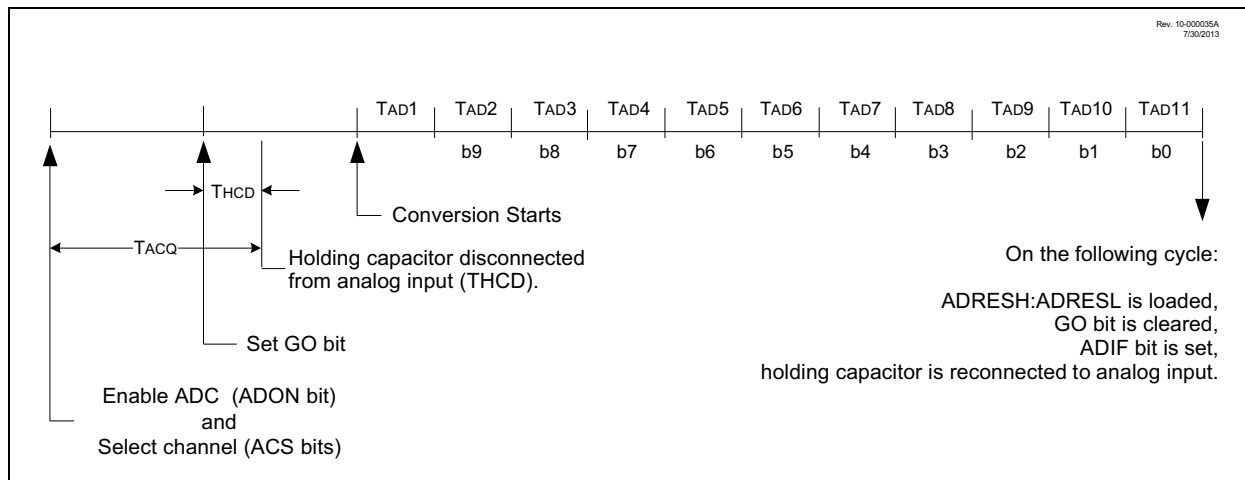 Rev. 10-000035A
7/30/2013
TAD1 TAD2 TAD3 TAD4 TAD5 TAD6 TAD7 TAD8 TAD9 TAD10 TAD11
b9 b8 b7 b6 b5 b4 b3 b2 b1 b0
THCD
Conversion Starts
TACQ
Holding capacitor disconnected
from analog input (THCD).
Set GO bit
Enable ADC (ADON bit)
and
Select channel (ACS bits)
On the following cycle:
ADRESH:ADRESL is loaded,
GO bit is cleared,
ADIF bit is set,
holding capacitor is reconnected to analog input.